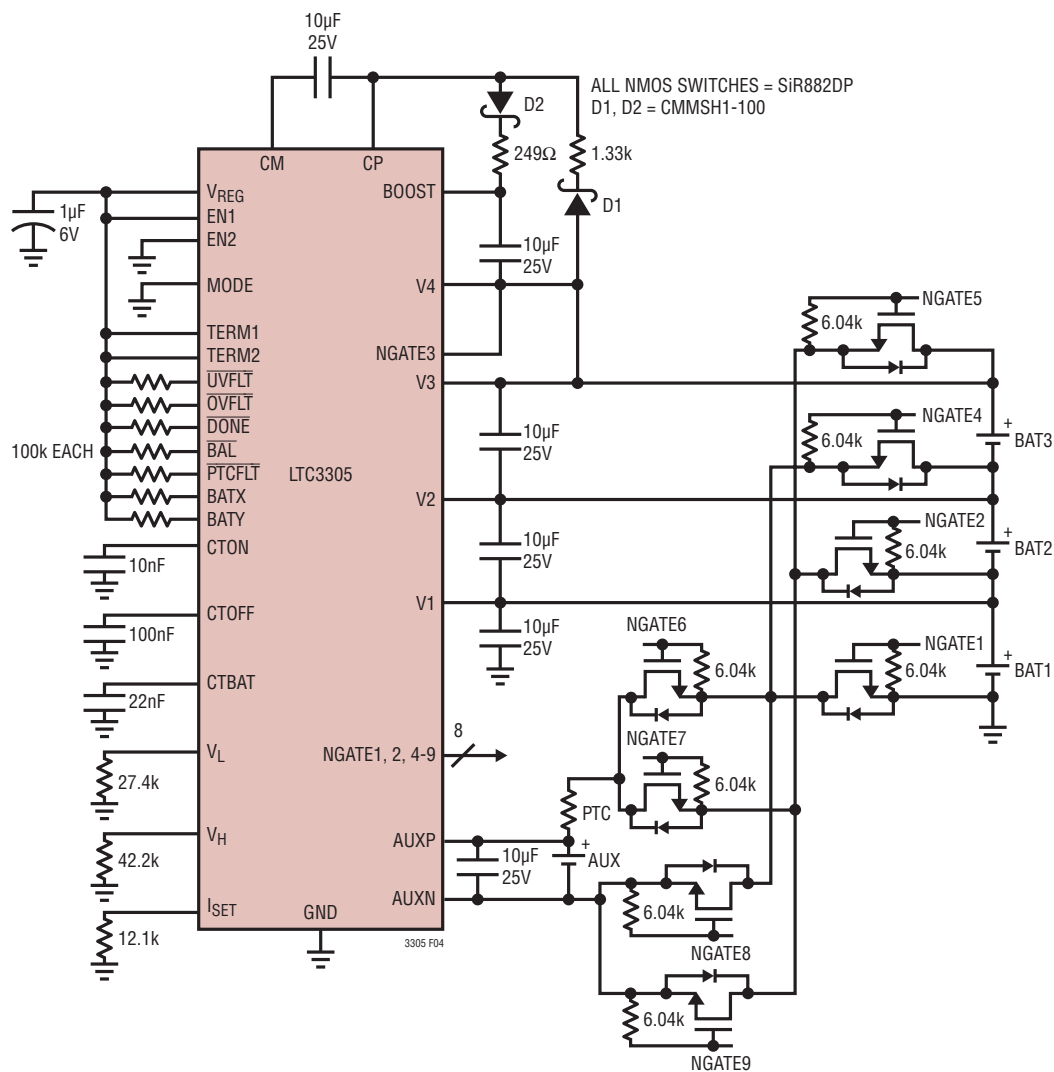 10µF
25V
ALL NMOS SWITCHES = SiR882DP
D1, D2 = CMMSH1-100
D2
249Ω
1.33k
D1
CM
CP
1µF
6V
VREG
EN1
EN2
MODE
TERM1
TERM2
UVFLT
OVFLT
DONE
BAL
PTCFLT
BATX
BATY
100k EACH
LTC3305
CTON
10nF
CTOFF
100nF
CTBAT
22nF
VL
27.4k
VH
42.2k
ISET
12.1k
GND
3305 F04
BOOST
10µF
25V
V4
NGATE3
V3
10µF
25V
V2
10µF
25V
V1
10µF
25V
NGATE1, 2, 4-9
8
AUXP
10µF
25V
AUXN
PTC
+
AUX
NGATE5
6.04k
NGATE4
6.04k
+
BAT3
NGATE2
6.04k
+
BAT2
NGATE6
6.04k
NGATE1
6.04k
+
BAT1
NGATE7
6.04k
6.04k
NGATE8
6.04k
NGATE9